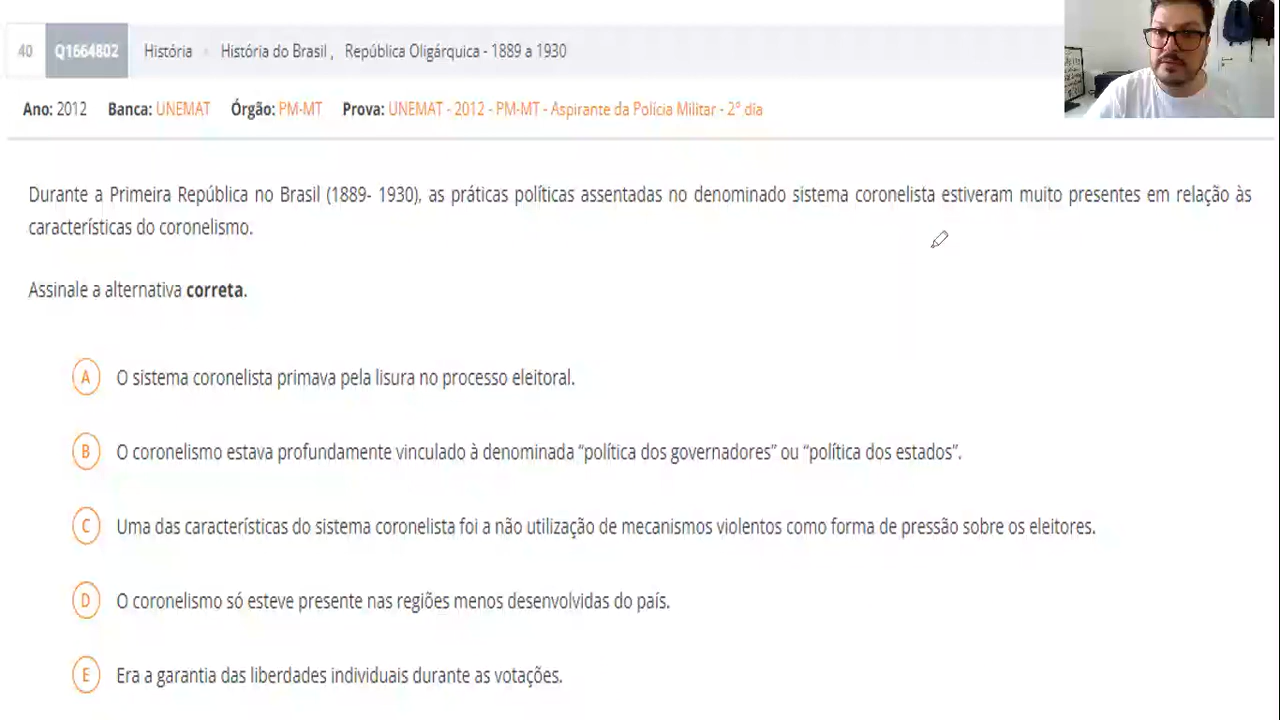 40 Q1664802 História História do Brasil , República Oligárquica - 1889 a 1930
Ano: 2012 Banca: UNEMAT Órgão: PM-MT Prova: UNEMAT - 2012 - PM-MT - Aspirante da Polícia Militar - 2° dia
Durante a Primeira República no Brasil (1889- 1930), as práticas políticas assentadas no denominado sistema coronelista estiveram muito presentes em relação às
características do coronelismo.
Assinale a alternativa correta.
A O sistema coronelista primava pela lisura no processo eleitoral.
B O coronelismo estava profundamente vinculado à denominada “política dos governadores” ou “política dos estados”.
C Uma das características do sistema coronelista foi a não utilização de mecanismos violentos como forma de pressão sobre os eleitores.
D O coronelismo só esteve presente nas regiões menos desenvolvidas do país.
E Era a garantia das liberdades individuais durante as votações.